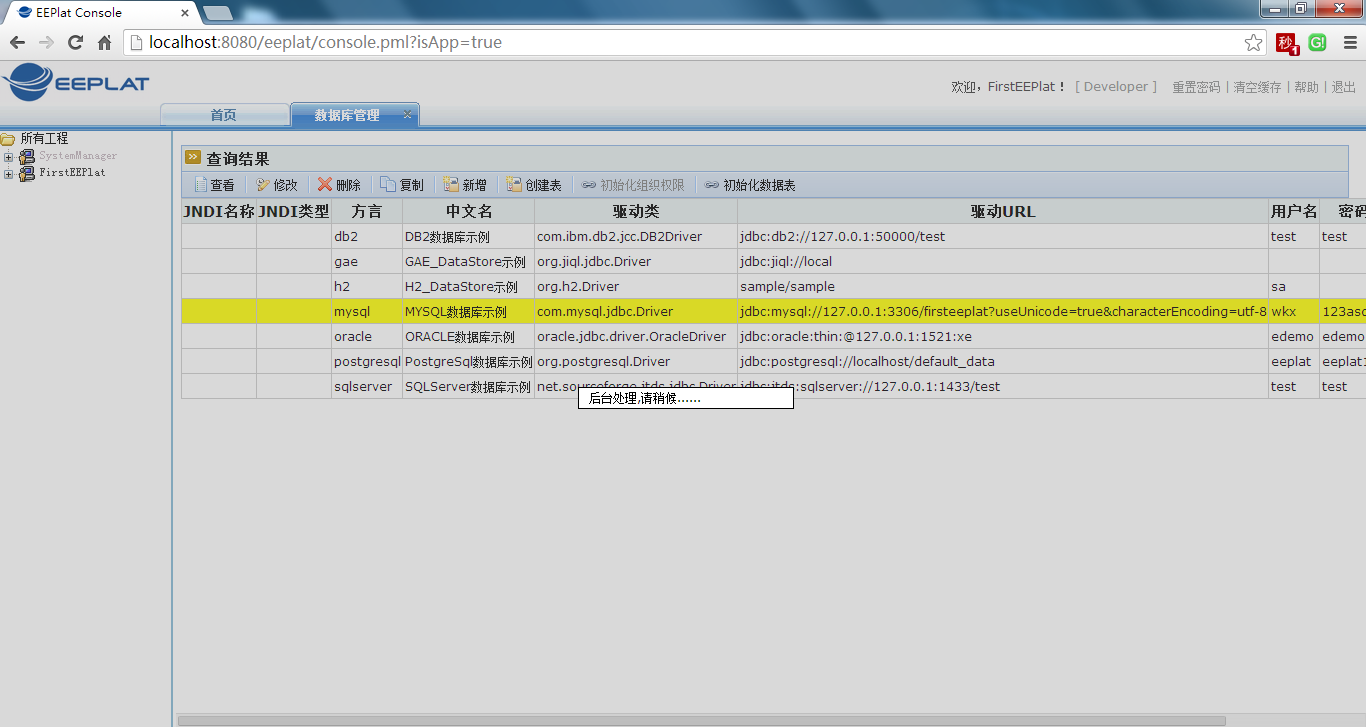 EEPlat Console
localhost:8080/eeplat/console.pml?isApp=true
秒 1 G!
EEPLAT
欢迎，FirstEEPlat！ [ Developer ] 重置密码 | 清空缓存 | 帮助 | 退出
首页 数据库管理
所有工程
SystemManager
FirstEEPlat
查询结果
查看 修改 删除 复制 新增 创建表 初始化组织权限 初始化数据表
JNDI名称 JNDI类型 方言 中文名 驱动类 驱动URL 用户名 密码
db2 DB2数据库示例 com.ibm.db2.jcc.DB2Driver jdbc:db2://127.0.0.1:50000/test test test
gae GAE_DataStore示例 org.jiql.jdbc.Driver jdbc:jiql://local
h2 H2_DataStore示例 org.h2.Driver sample/sample sa
mysql MYSQL数据库示例 com.mysql.jdbc.Driver jdbc:mysql://127.0.0.1:3306/firsteeplat?useUnicode=true&characterEncoding=utf-8 wkx 123asd
oracle ORACLE数据库示例 oracle.jdbc.driver.OracleDriver jdbc:oracle:thin:@127.0.0.1:1521:xe edemo edemo
postgresql PostgreSql数据库示例 org.postgresql.Driver jdbc:postgresql://localhost/default_data eeplat eeplat1
sqlserver SQLServer数据库示例 net.sourceforge.jtds.jdbc.Driver jdbc:jtds:sqlserver://127.0.0.1:1433/test test test
后台处理,请稍候......